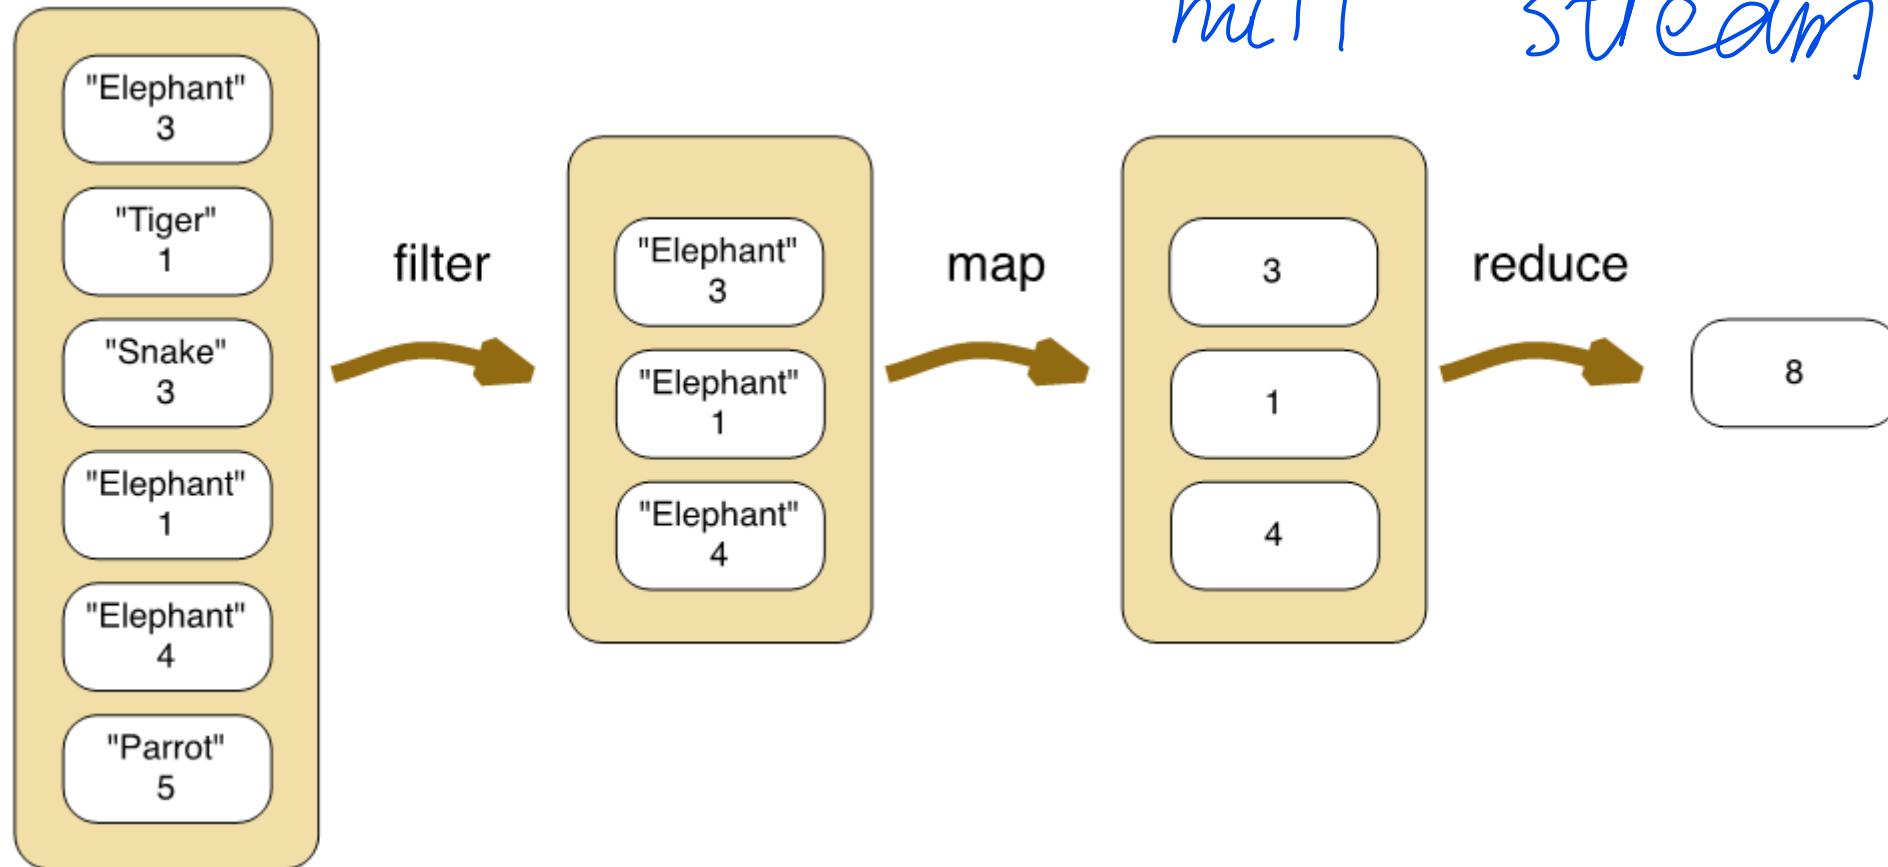 stream
"Elephant"
3
"Tiger"
1
"Snake"
3
"Elephant"
1
"Elephant"
4
"Parrot"
5
filter
"Elephant"
3
"Elephant"
1
"Elephant"
4
map
3
1
4
reduce
8